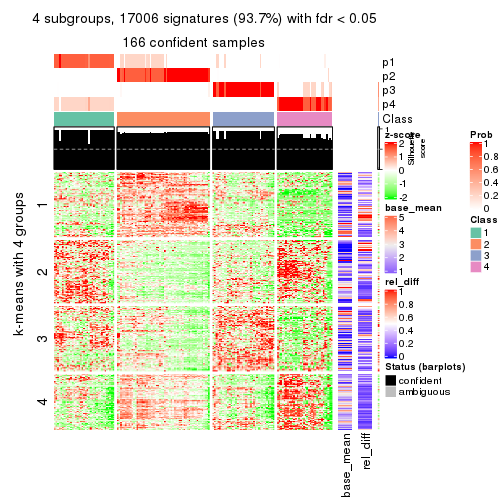 4 subgroups, 17006 signatures (93.7%) with fdr < 0.05
166 confident samples
p1
p2
p3
p4
Class
1
0
Silhouette score
k-means with 4 groups
1
2
3
4
base_mean
rel_diff
z-score
2
1
0
-1
-2
base_mean
5
4
3
2
1
rel_diff
1
0.8
0.6
0.4
0.2
0
Status (barplots)
confident
ambiguous
Prob
1
0.8
0.6
0.4
0.2
0
Class
1
2
3
4